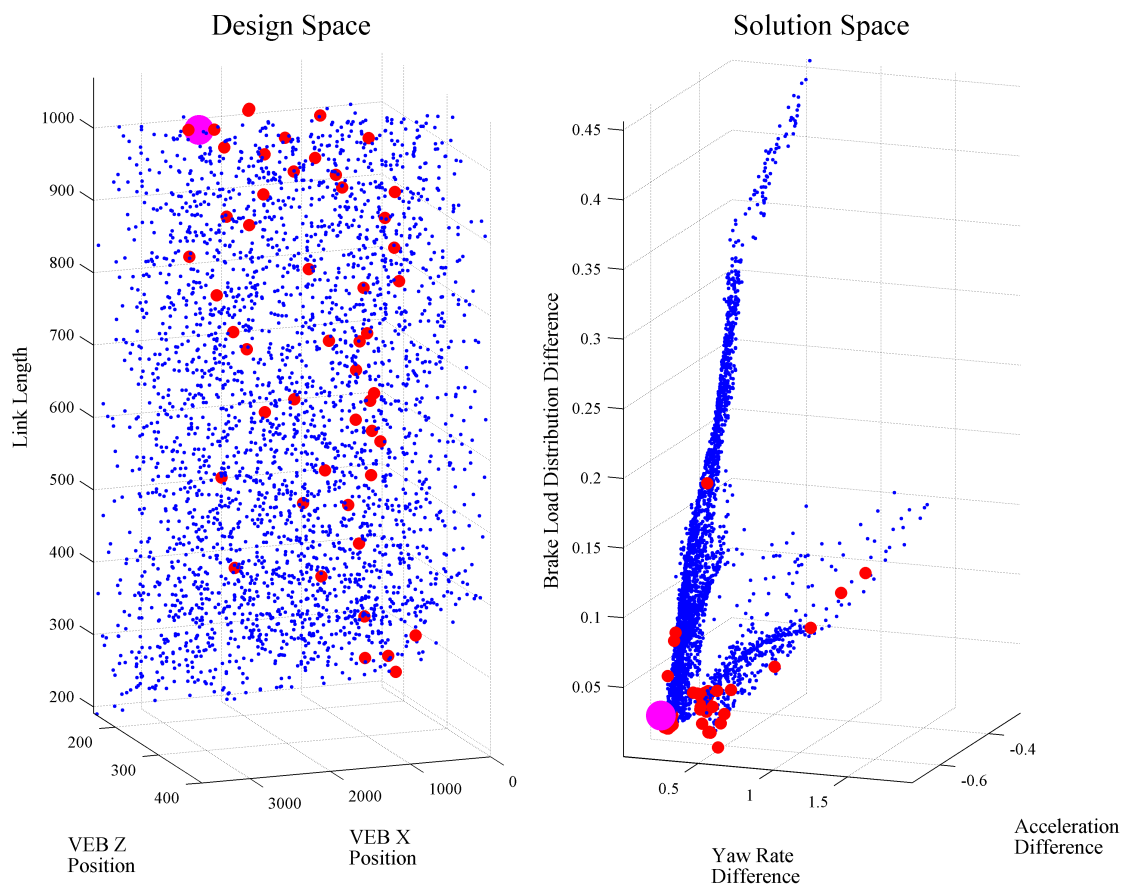 Design Space
Solution Space
1000
900
800
700
600
500
400
300
200
Link Length
200
300
400
3000
2000
1000
0
VEB Z
Position
VEB X
Position
0.45
0.4
0.35
0.3
0.25
0.2
0.15
0.1
0.05
Brake Load Distribution Difference
0.5
1
1.5
-0.6
-0.4
Yaw Rate
Difference
Acceleration
Difference